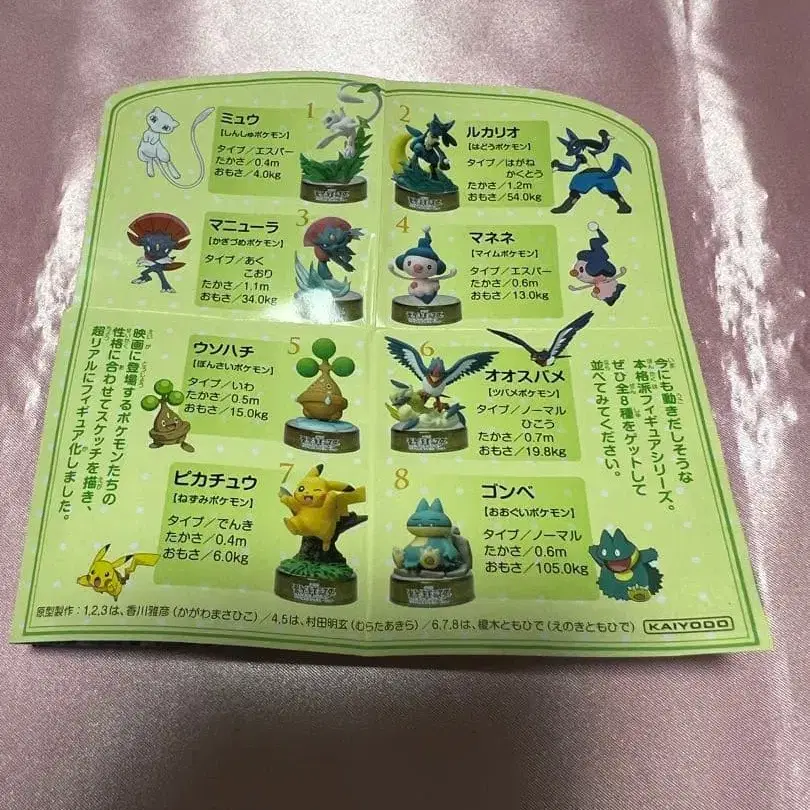 1
ミュウ
【しんしゅポケモン】
タイプ／エスパー
たかさ／0.4m
おもさ／4.0kg
2
ルカリオ
【はどうポケモン】
タイプ／はがね
かくとう
たかさ／1.2m
おもさ／54.0kg
3
マニューラ
【かぎづめポケモン】
タイプ／あく
こおり
たかさ／1.1m
おもさ／34.0kg
4
マネネ
【マイムポケモン】
タイプ／エスパー
たかさ／0.6m
おもさ／13.0kg
5
ウソハチ
【ぼんさいポケモン】
タイプ／いわ
たかさ／0.5m
おもさ／15.0kg
6
オオスバメ
【ツバメポケモン】
タイプ／ノーマル
ひこう
たかさ／0.7m
おもさ／19.8kg
7
ピカチュウ
【ねずみポケモン】
タイプ／でんき
たかさ／0.4m
おもさ／6.0kg
8
ゴンベ
【おおぐいポケモン】
タイプ／ノーマル
たかさ／0.6m
おもさ／105.0kg
今にも動きだしそうな
本格派フィギュアシリーズ。
ぜひ全8種をゲットして
並べてみてください。
映画に登場するポケモンたちの
性格に合わせてスケッチを描き、
超リアルにフィギュア化しました。
原型製作：1,2,3は、香川雅彦（かがわまさひこ）／4,5は、村田明玄（むらたあきら）／6,7,8は、榎木ともひで（えのきともひで）
KAIYODO